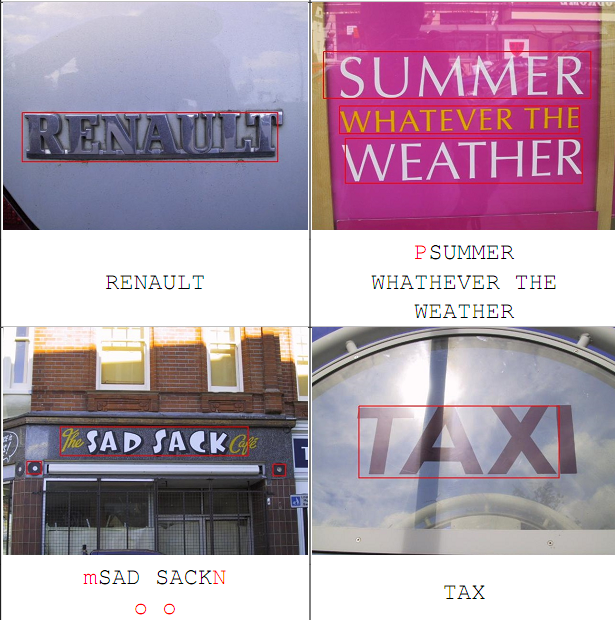 RENAULT
SUMMER
WHATEVER THE
WEATHER
RENAULT
PSUMMER
WHATHEVER THE
WEATHER
The SAD SACK Café
TAXI
mSAD SACKN
o o
TAX